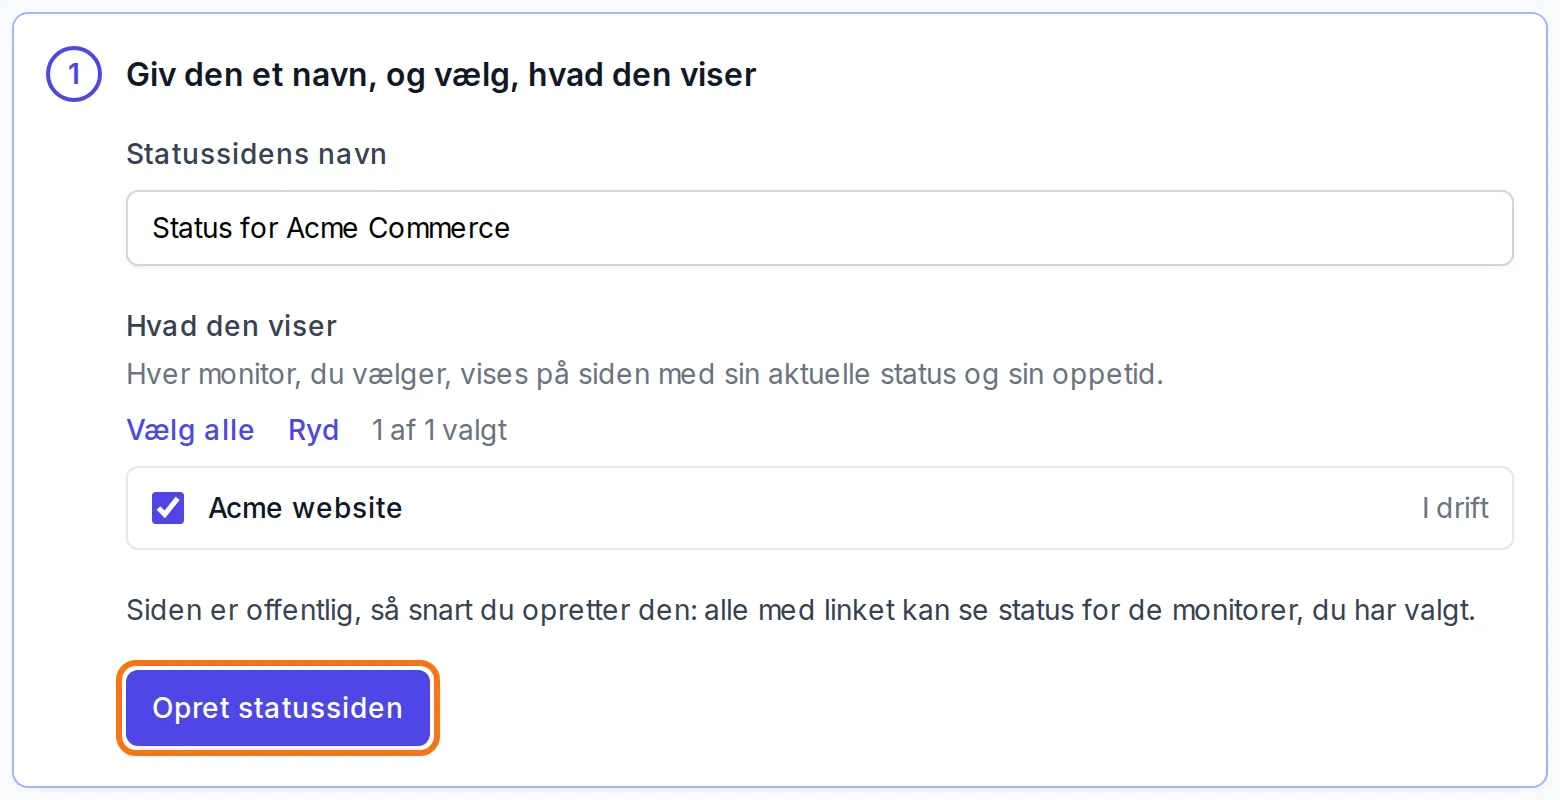 1
Giv den et navn, og vælg, hvad den viser
Statussidens navn
Status for Acme Commerce
Hvad den viser
Hver monitor, du vælger, vises på siden med sin aktuelle status og sin oppetid.
Vælg alle Ryd 1 af 1 valgt
Acme website I drift
Siden er offentlig, så snart du opretter den: alle med linket kan se status for de monitorer, du har valgt.
Opret statussiden